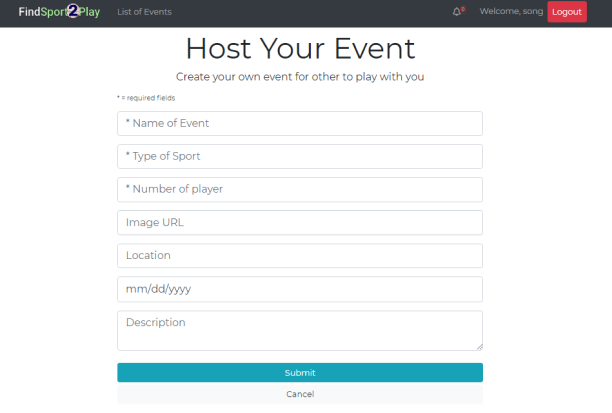 FindSport2Play List of Events 0 Welcome, song Logout
Host Your Event
Create your own event for other to play with you
* = required fields
* Name of Event
* Type of Sport
* Number of player
Image URL
Location
mm/dd/yyyy
Description
Submit
Cancel